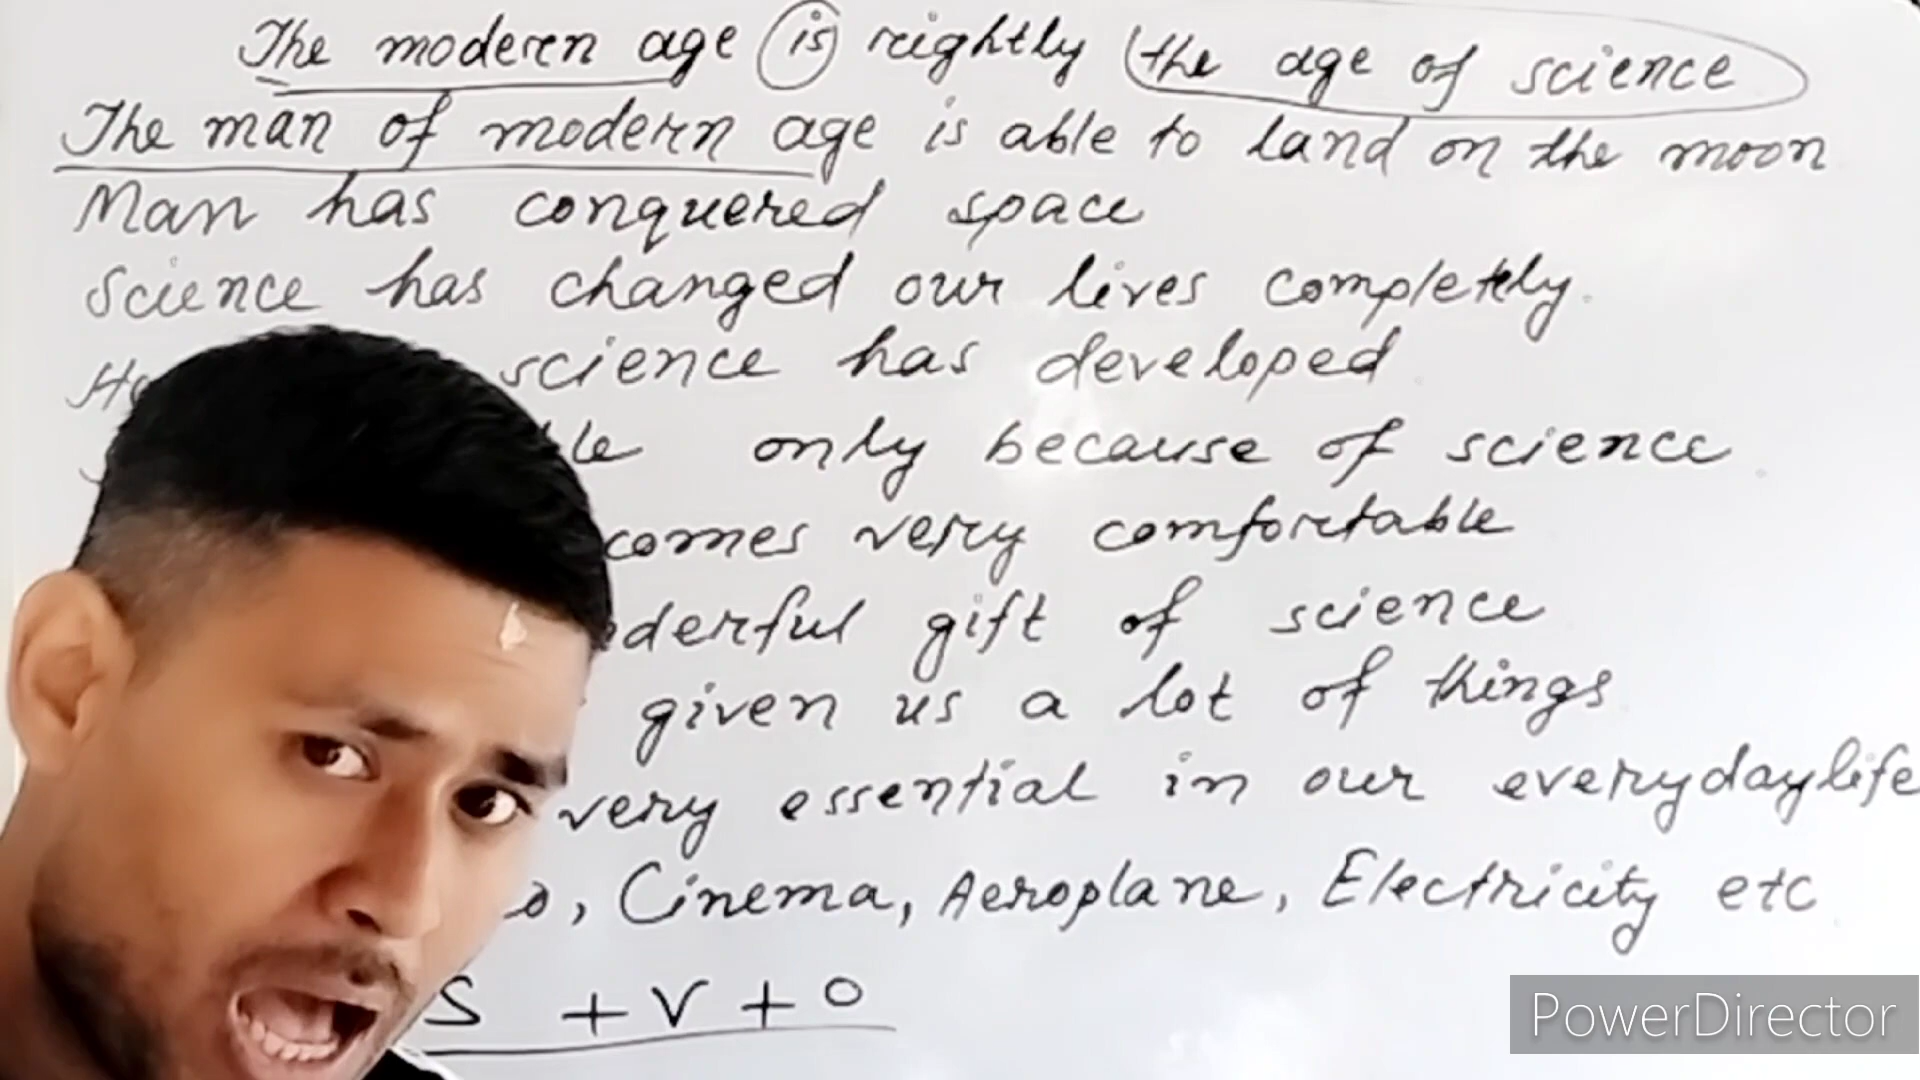 The modern age is rightly the age of science
The man of modern age is able to land on the moon
Man has conquered space
Science has changed our lives completely.
science has developed
only because of science
very comfortable
gift of science
given us a lot of things
very essential in our everyday life
, Cinema, Aeroplane, Electricity etc
S + V + O
PowerDirector